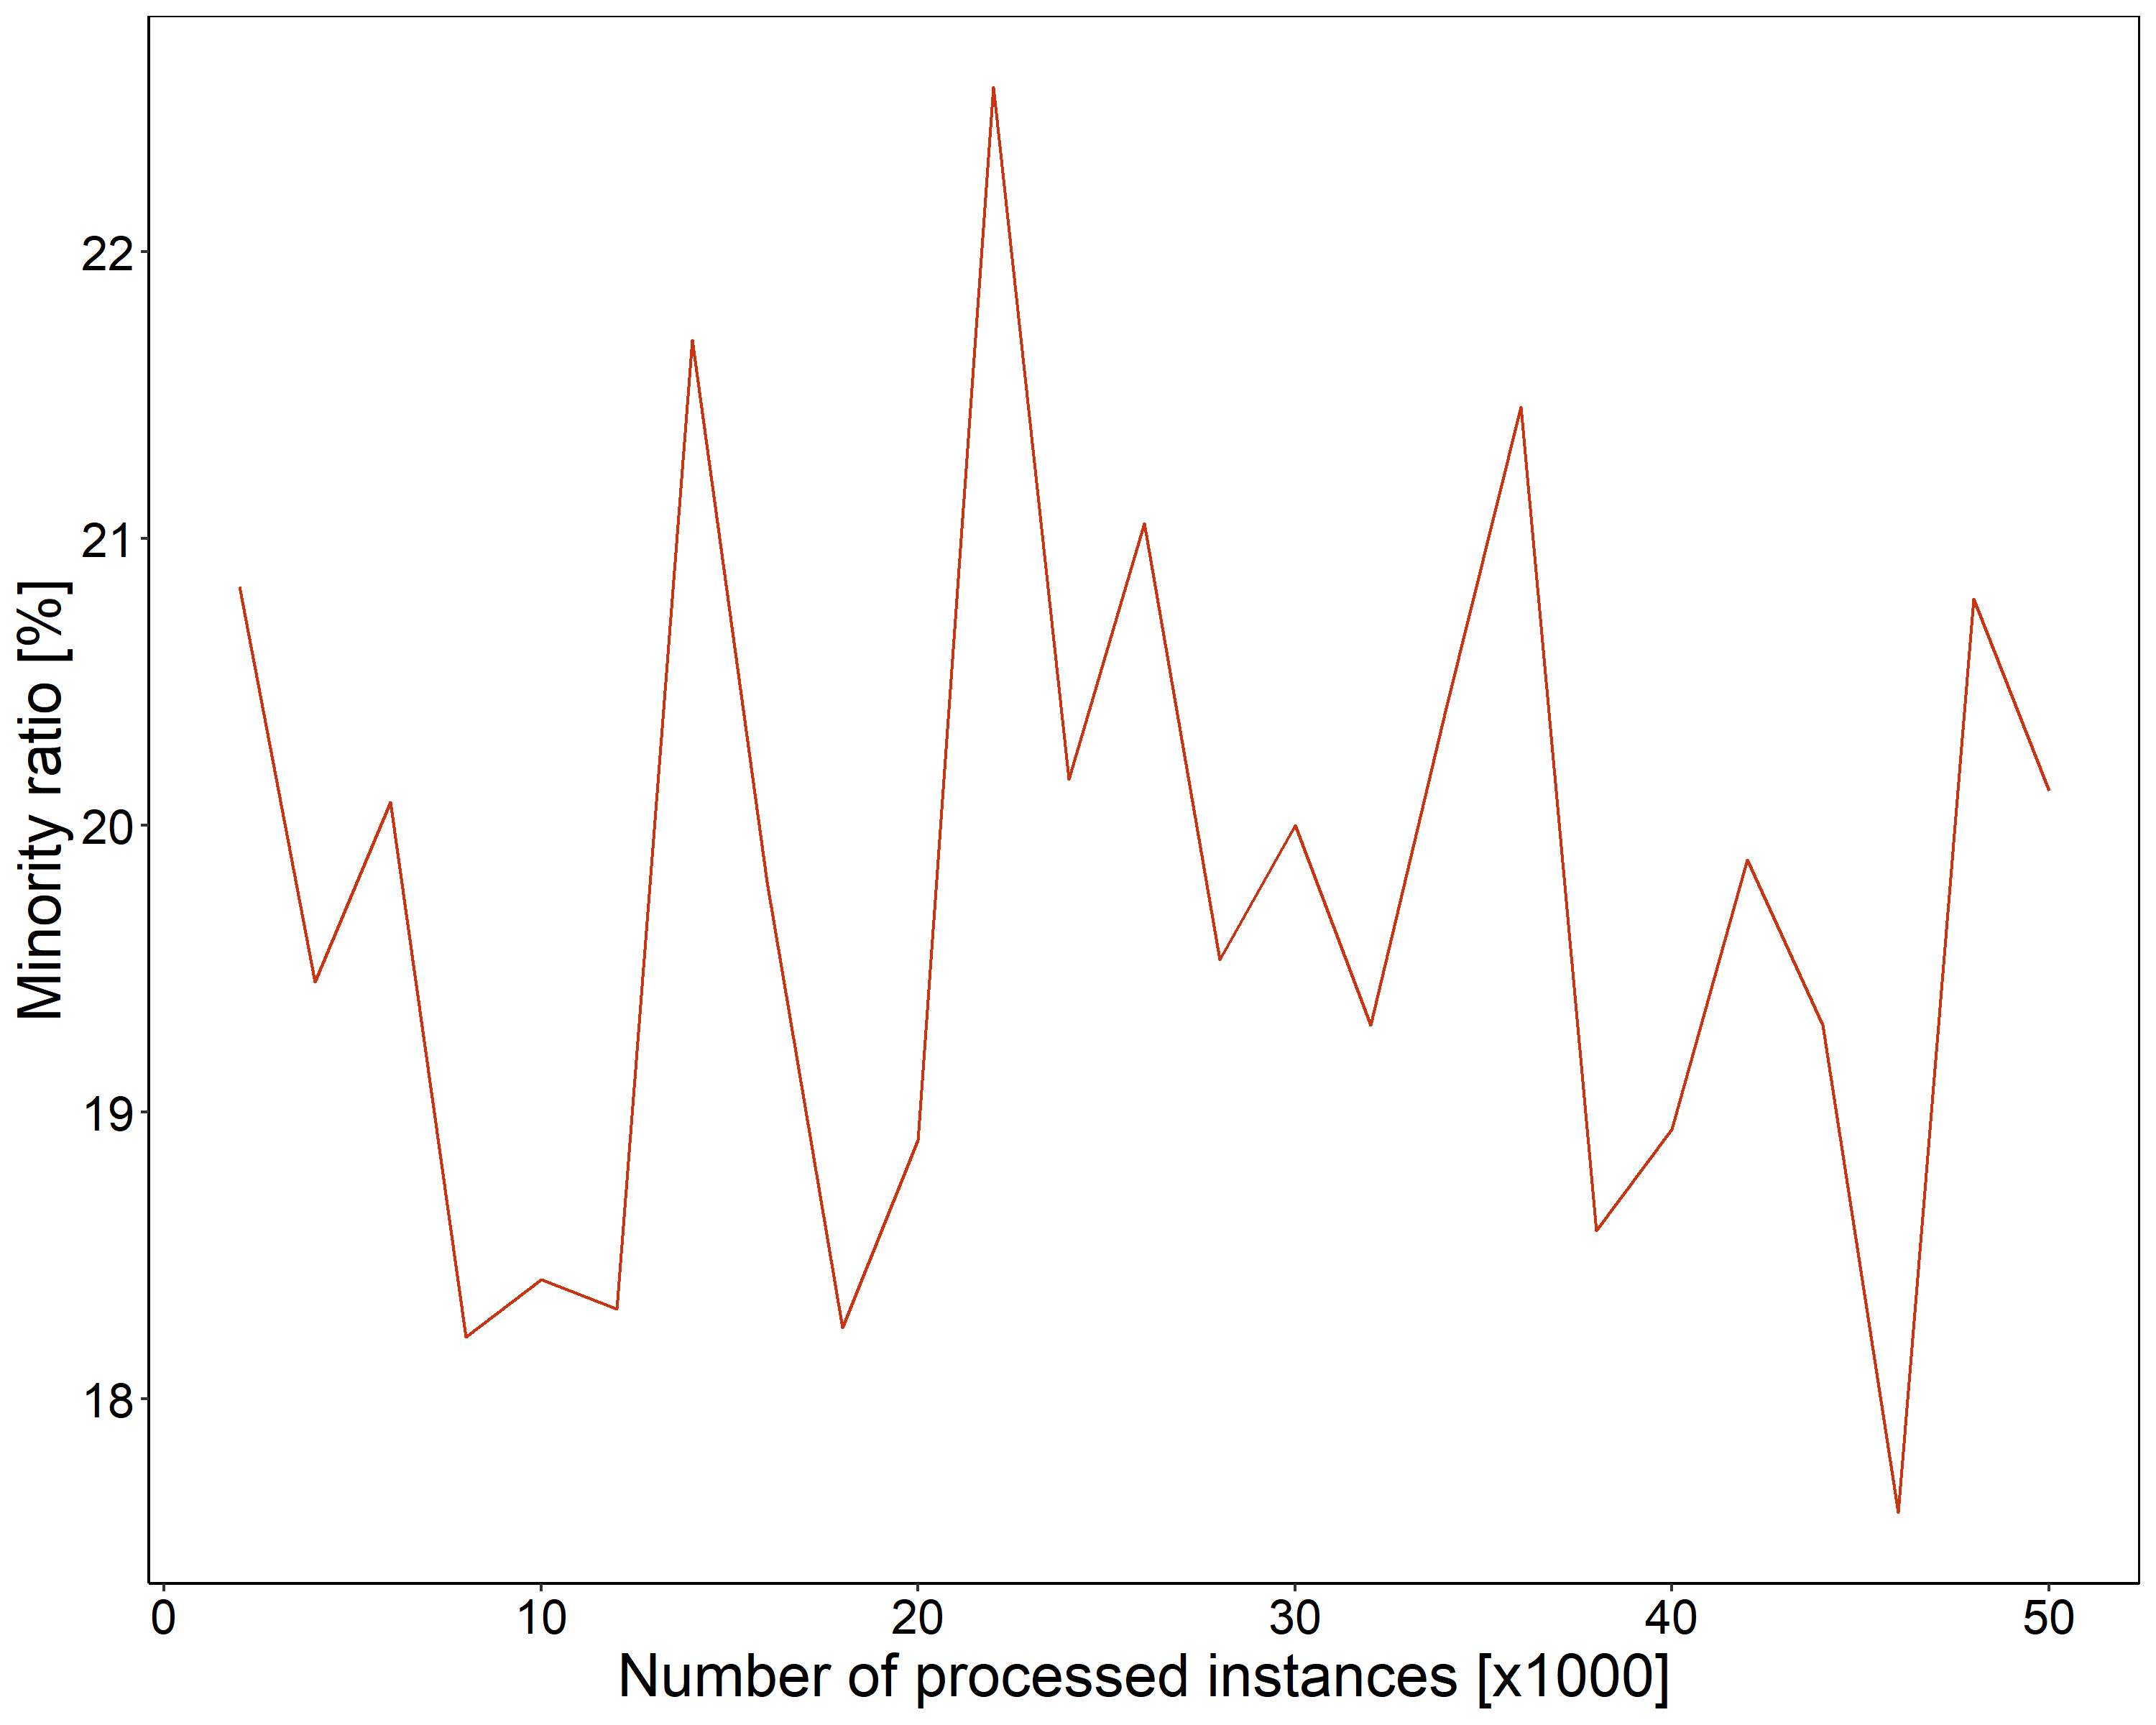 Minority ratio [%]
22
21
20
19
18
0 10 20 30 40 50
Number of processed instances [x1000]